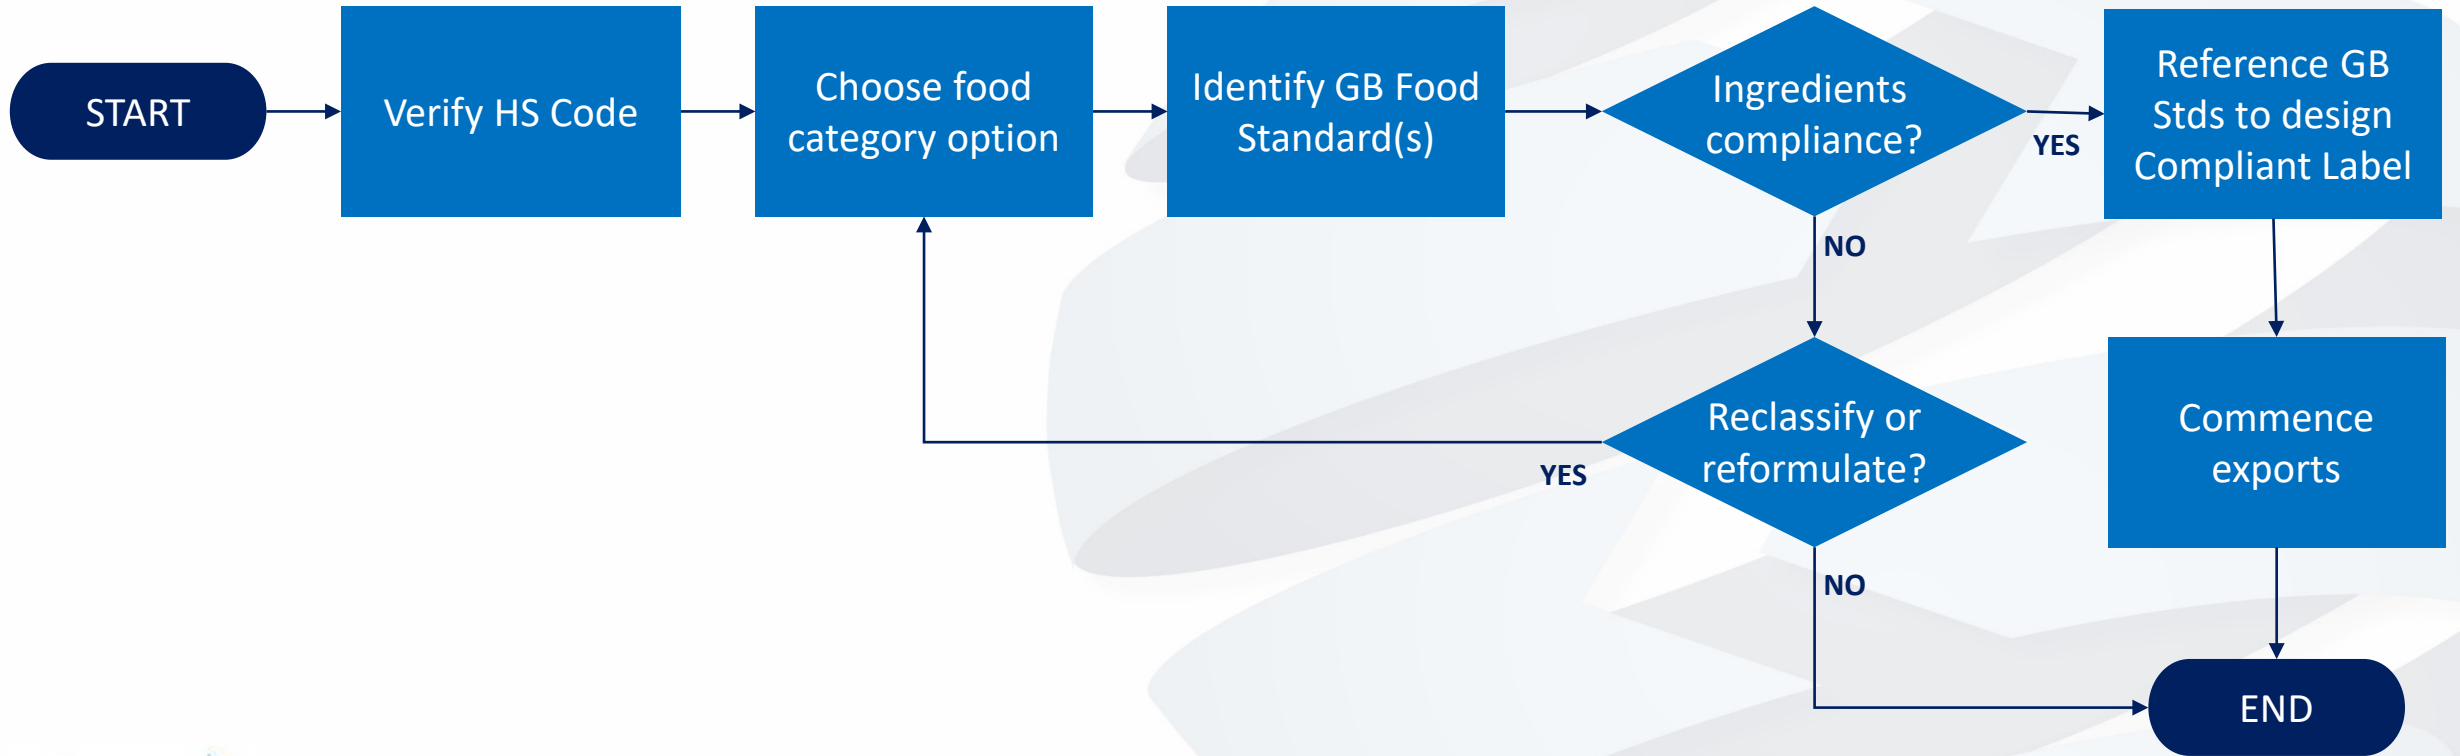 START
Verify HS Code
Choose food
category option
Identify GB Food
Standard(s)
Ingredients
compliance?
YES
Reference GB
Stds to design
Compliant Label
NO
Reclassify or
reformulate?
YES
Commence
exports
NO
END